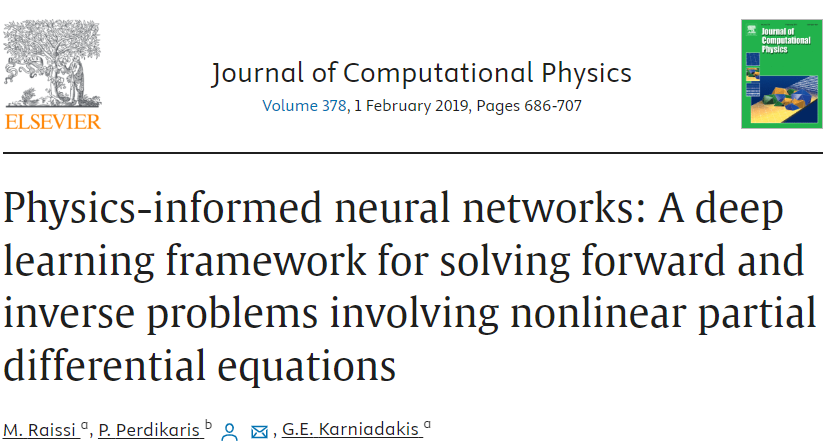 Journal of Computational Physics
Volume 378, 1 February 2019, Pages 686-707
ELSEVIER
Journal of
Computational
Physics
Physics-informed neural networks: A deep
learning framework for solving forward and
inverse problems involving nonlinear partial
differential equations
M. Raissi a, P. Perdikaris b, G.E. Karniadakis a